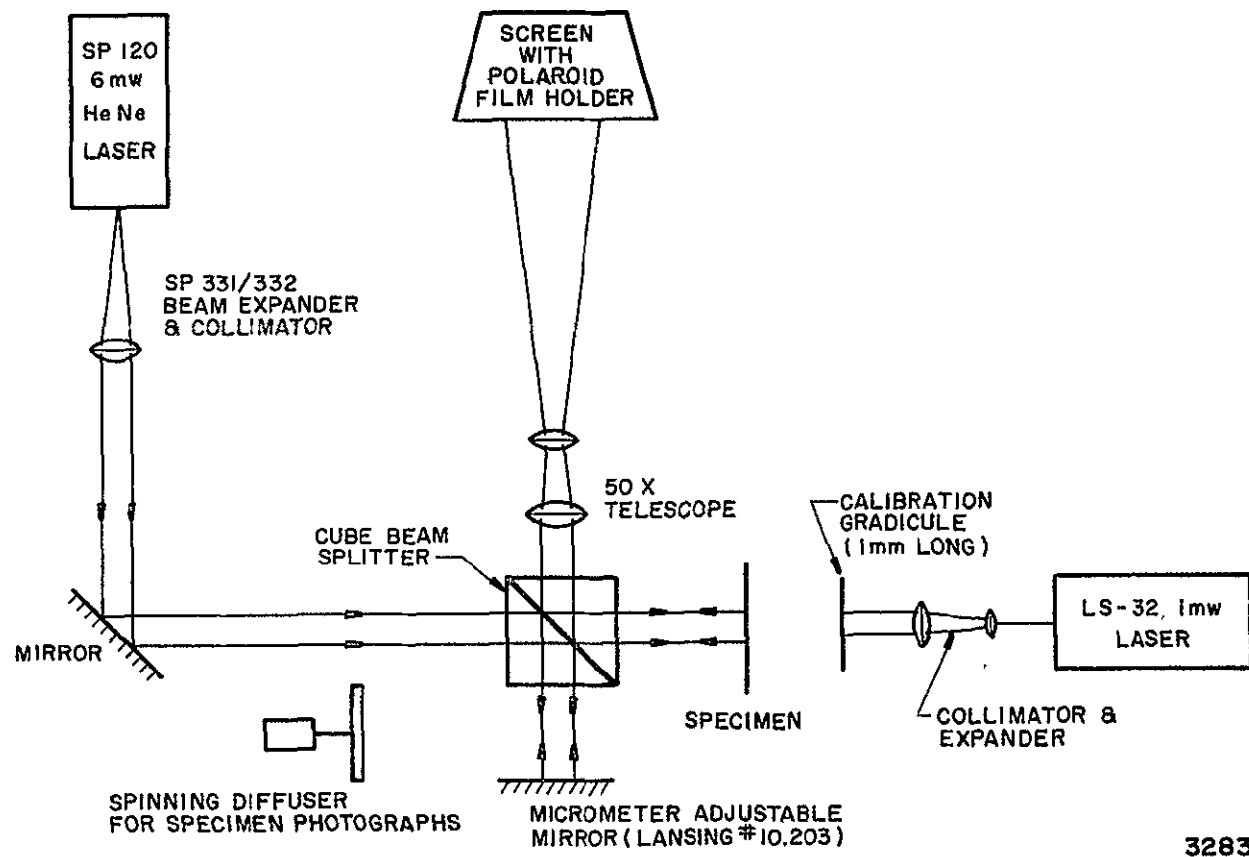 SP 120
6 mw
He Ne
LASER
SCREEN
WITH
POLAROID
FILM HOLDER
SP 331/332
BEAM EXPANDER
& COLLIMATOR
50 X
TELESCOPE
CUBE BEAM
SPLITTER
CALIBRATION
GRADICULE
(1mm LONG)
LS-32, 1mw
LASER
MIRROR
SPECIMEN
COLLIMATOR &
EXPANDER
SPINNING DIFFUSER
FOR SPECIMEN PHOTOGRAPHS
MICROMETER ADJUSTABLE
MIRROR (LANSING #10,203)
3283